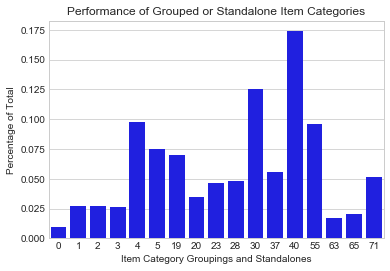 Performance of Grouped or Standalone Item Categories
0.175
0.150
0.125
0.100
0.075
0.050
0.025
0.000
Percentage of Total
0 1 2 3 4 5 19 20 23 28 30 37 40 55 63 65 71
Item Category Groupings and Standalones